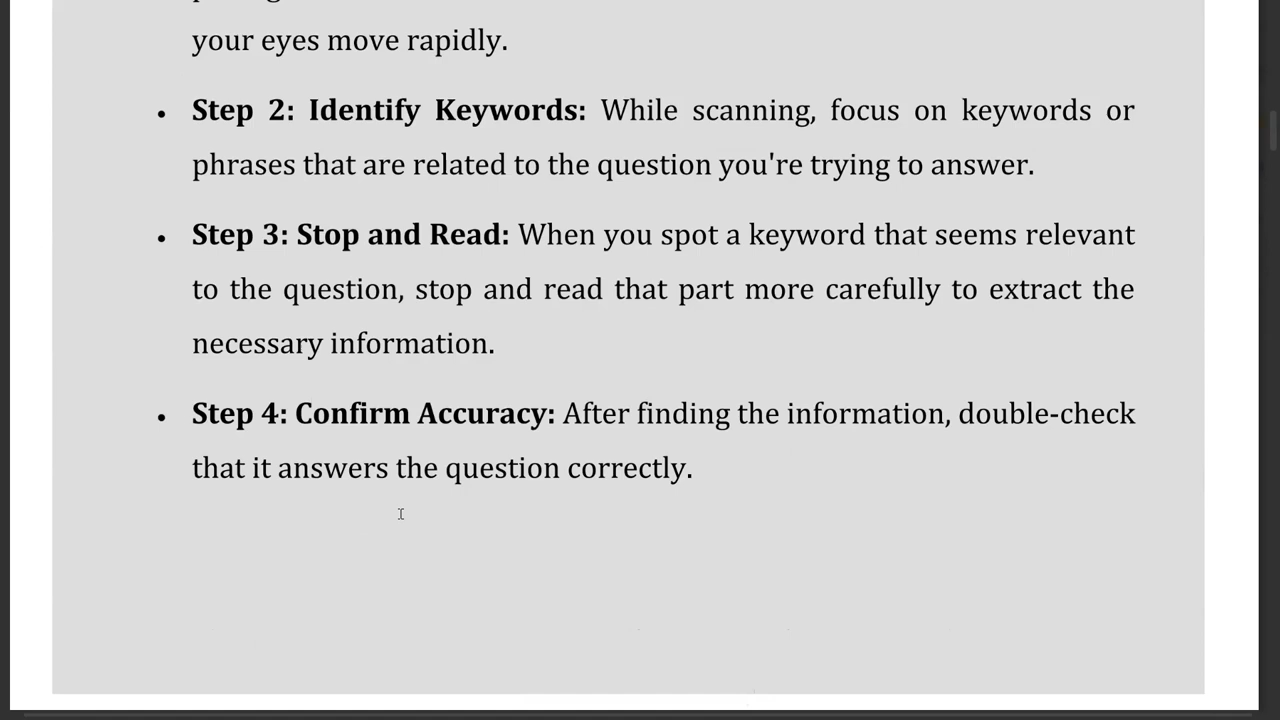 your eyes move rapidly.
• Step 2: Identify Keywords: While scanning, focus on keywords or
phrases that are related to the question you're trying to answer.
• Step 3: Stop and Read: When you spot a keyword that seems relevant
to the question, stop and read that part more carefully to extract the
necessary information.
• Step 4: Confirm Accuracy: After finding the information, double-check
that it answers the question correctly.